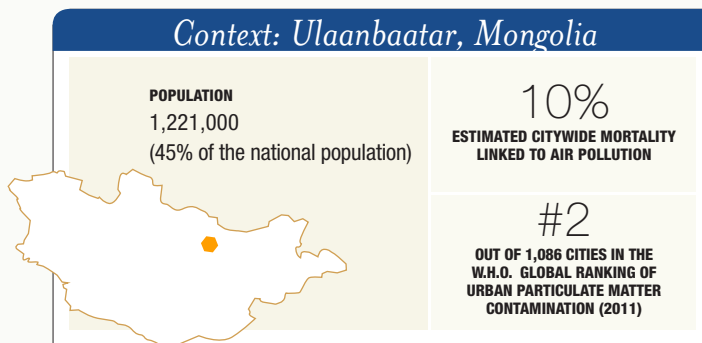 Context: Ulaanbaatar, Mongolia
POPULATION
1,221,000
(45% of the national population)
10%
ESTIMATED CITYWIDE MORTALITY
LINKED TO AIR POLLUTION
#2
OUT OF 1,086 CITIES IN THE
W.H.O. GLOBAL RANKING OF
URBAN PARTICULATE MATTER
CONTAMINATION (2011)